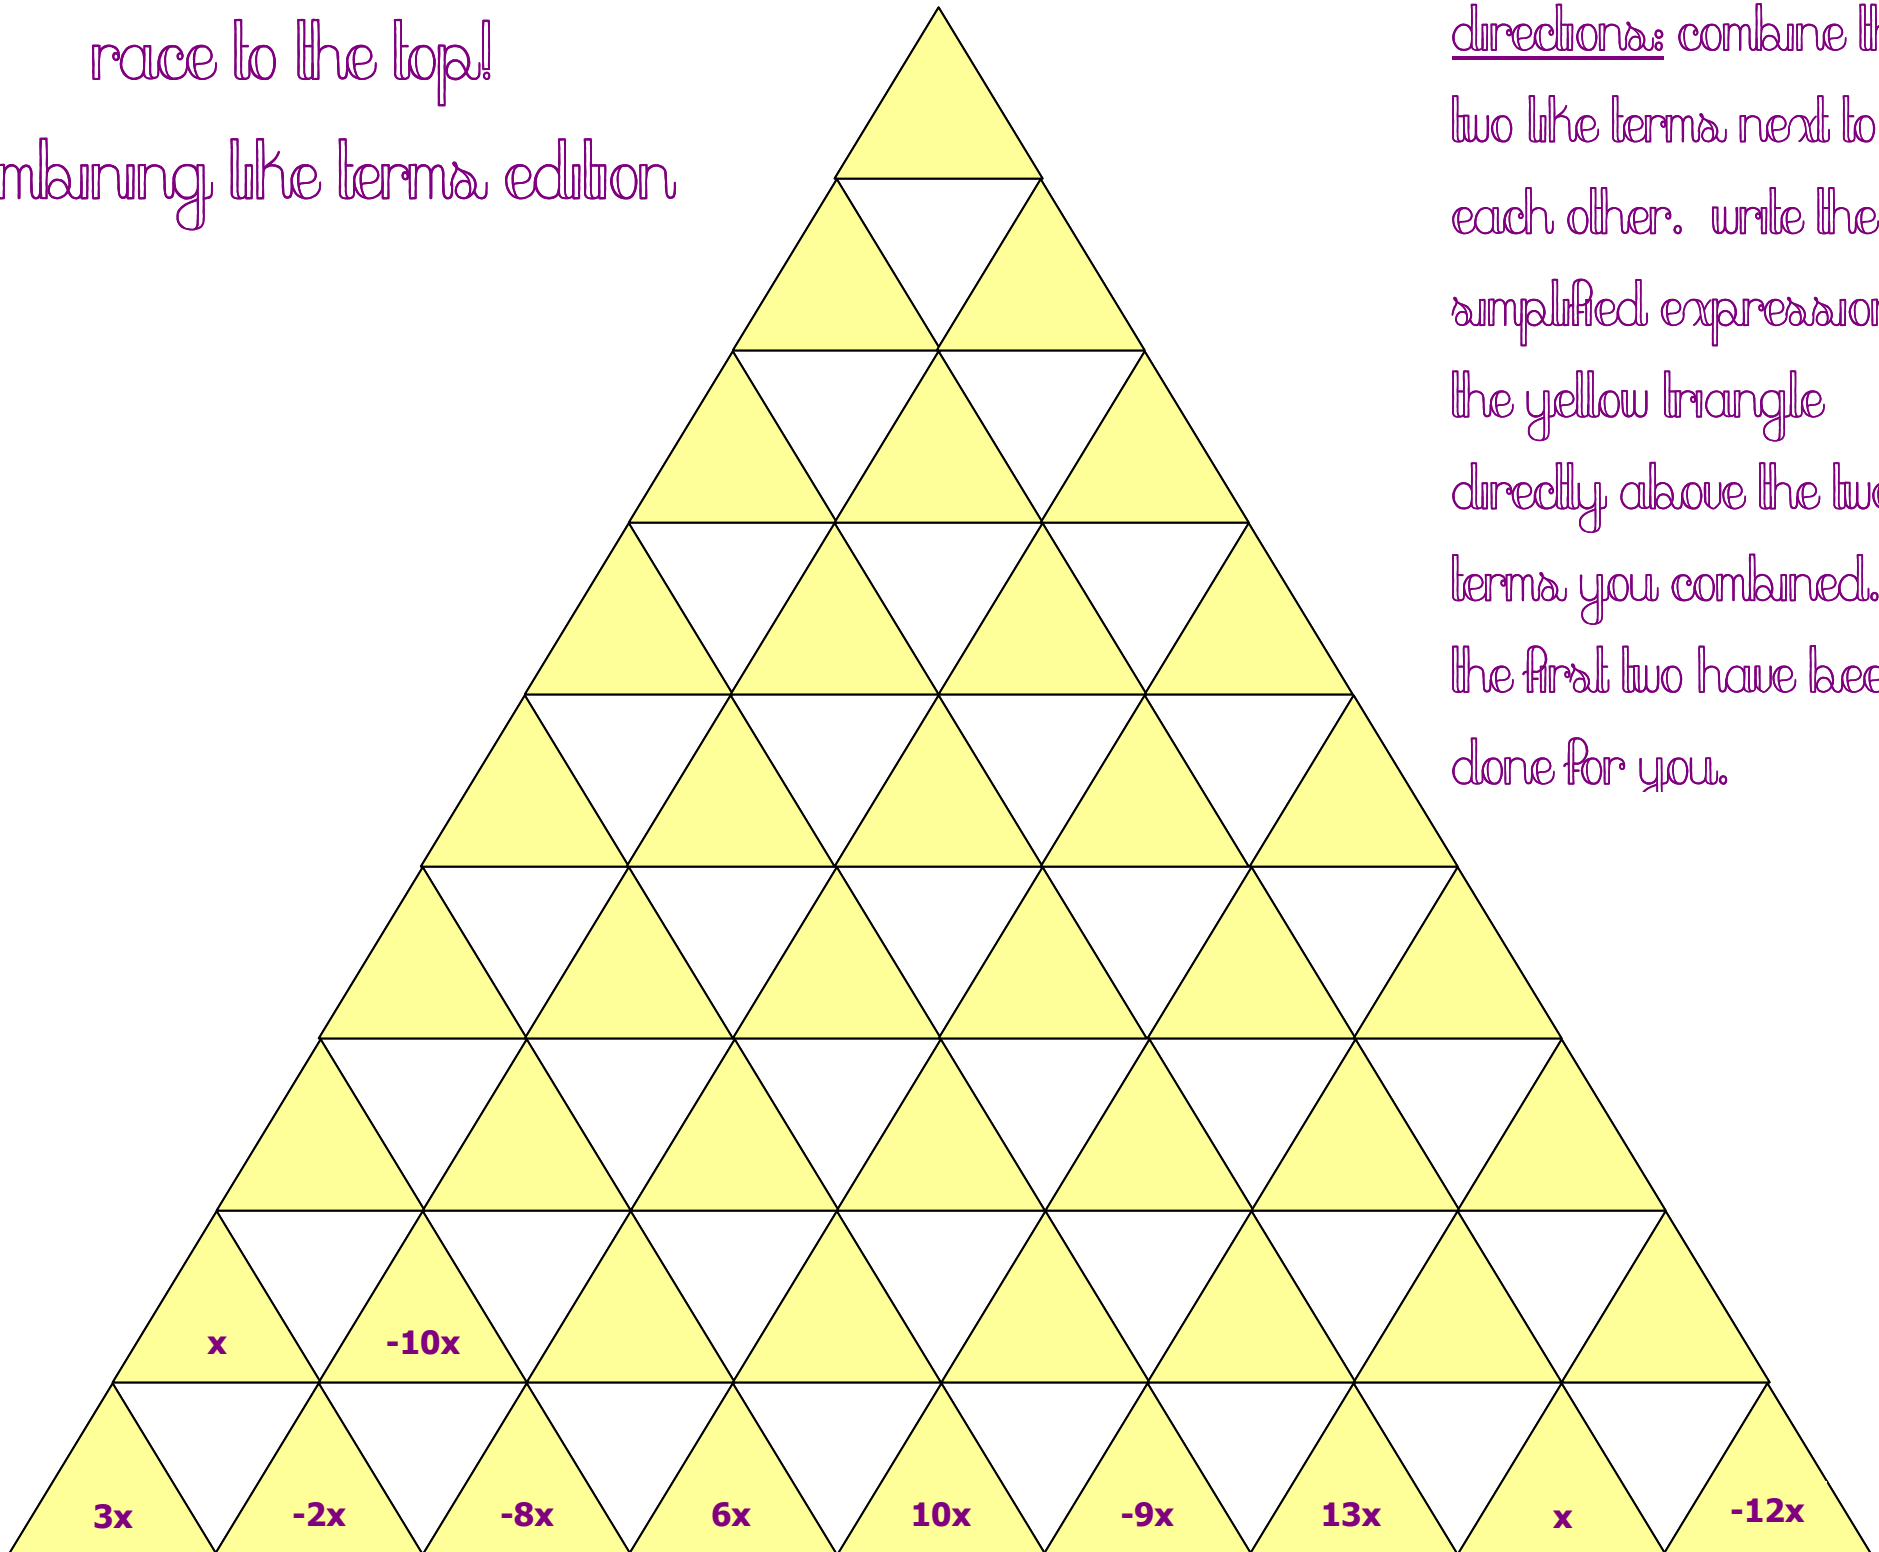 race to the top!
mbining like terms edition
directions: combine th
two like terms next to
each other. write the
simplified expression
the yellow triangle
directly above the two
terms you combined.
the first two have bee
done for you.
x -10x
3x -2x -8x 6x 10x -9x 13x x -12x